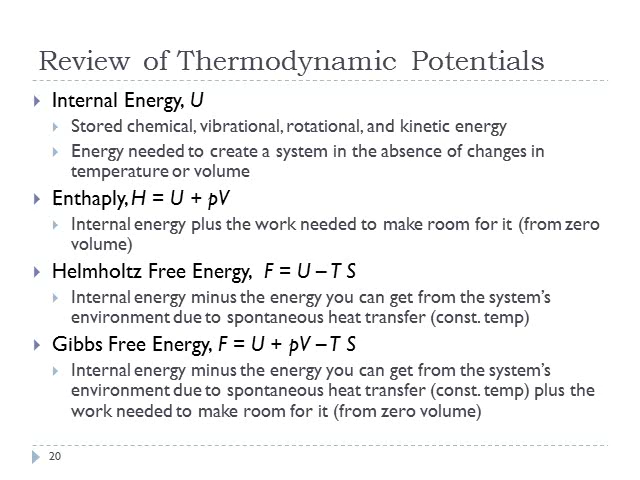 Review of Thermodynamic Potentials
Internal Energy, U
Stored chemical, vibrational, rotational, and kinetic energy
Energy needed to create a system in the absence of changes in
temperature or volume
Enthaply, H = U + pV
Internal energy plus the work needed to make room for it (from zero
volume)
Helmholtz Free Energy, F = U – T S
Internal energy minus the energy you can get from the system's
environment due to spontaneous heat transfer (const. temp)
Gibbs Free Energy, F = U + pV – T S
Internal energy minus the energy you can get from the system's
environment due to spontaneous heat transfer (const. temp) plus the
work needed to make room for it (from zero volume)
20